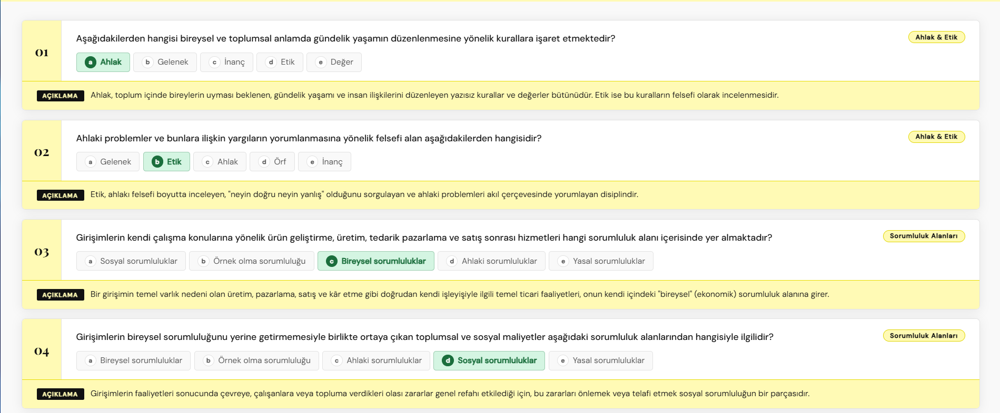 01
Aşağıdakilerden hangisi bireysel ve toplumsal anlamda gündelik yaşamın düzenlenmesine yönelik kurallara işaret etmektedir?
Ahlak & Etik
a Ahlak b Gelenek c İnanç d Etik e Değer
AÇIKLAMA Ahlak, toplum içinde bireylerin uyması beklenen, gündelik yaşamı ve insan ilişkilerini düzenleyen yazısız kurallar ve değerler bütünüdür. Etik ise bu kuralların felsefi olarak incelenmesidir.
02
Ahlaki problemler ve bunlara ilişkin yargıların yorumlanmasına yönelik felsefi alan aşağıdakilerden hangisidir?
Ahlak & Etik
a Gelenek b Etik c Ahlak d Örf e İnanç
AÇIKLAMA Etik, ahlakı felsefi boyutta inceleyen, "neyin doğru neyin yanlış" olduğunu sorgulayan ve ahlaki problemleri akıl çerçevesinde yorumlayan disiplindir.
03
Girişimlerin kendi çalışma konularına yönelik ürün geliştirme, üretim, tedarik pazarlama ve satış sonrası hizmetleri hangi sorumluluk alanı içerisinde yer almaktadır?
Sorumluluk Alanları
a Sosyal sorumluluklar b Örnek olma sorumluluğu c Bireysel sorumluluklar d Ahlaki sorumluluklar e Yasal sorumluluklar
AÇIKLAMA Bir girişimin temel varlık nedeni olan üretim, pazarlama, satış ve kâr etme gibi doğrudan kendi işleyişiyle ilgili temel ticari faaliyetleri, onun kendi içindeki "bireysel" (ekonomik) sorumluluk alanına girer.
04
Girişimlerin bireysel sorumluluğunu yerine getirmemesiyle birlikte ortaya çıkan toplumsal ve sosyal maliyetler aşağıdaki sorumluluk alanlarından hangisiyle ilgilidir?
Sorumluluk Alanları
a Bireysel sorumluluklar b Örnek olma sorumluluğu c Ahlaki sorumluluklar d Sosyal sorumluluklar e Yasal sorumluluklar
AÇIKLAMA Girişimlerin faaliyetleri sonucunda çevreye, çalışanlara veya topluma verdikleri olası zararlar genel refahı etkilediği için, bu zararları önlemek veya telafi etmek sosyal sorumluluğun bir parçasıdır.